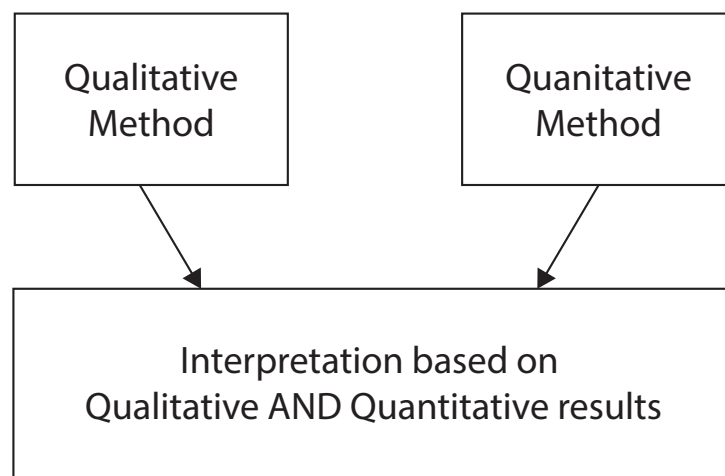 Qualitative
Method
Quanitative
Method
Interpretation based on
Qualitative AND Quantitative results